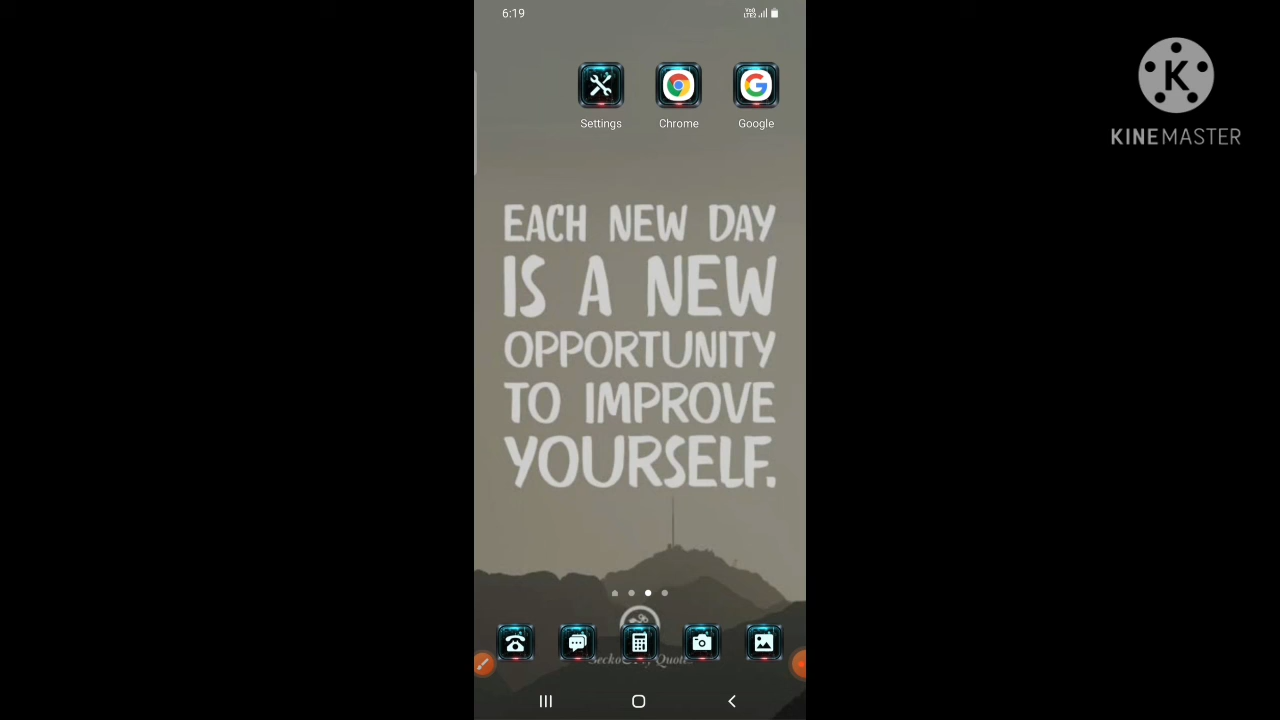 6:19
Settings
Chrome
Google
K
KINEMASTER
EACH NEW DAY
IS A NEW
OPPORTUNITY
TO IMPROVE
YOURSELF.